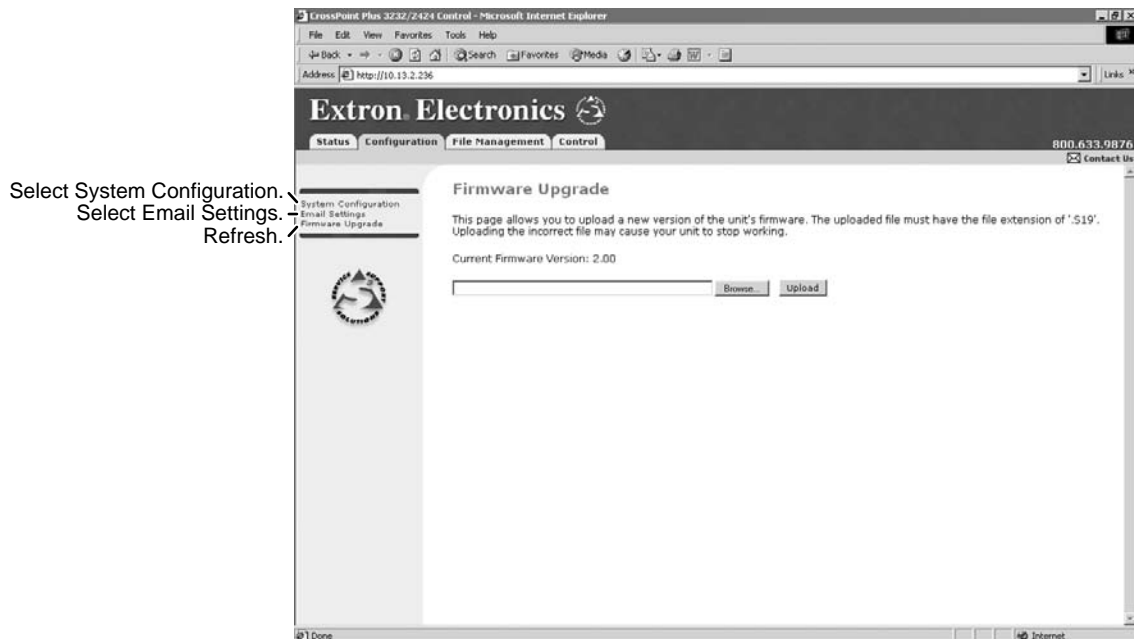 CrossPoint Plus 3232/2424 Control - Microsoft Internet Explorer
File Edit View Favorites Tools Help
Back Search Favorites Media
Address http://10.13.2.236 Links »
Extron® Electronics
Status Configuration File Management Control
800.633.9876
Contact Us
Select System Configuration.
Select Email Settings.
Refresh.
System Configuration
Email Settings
Firmware Upgrade
Firmware Upgrade
This page allows you to upload a new version of the unit's firmware. The uploaded file must have the file extension of '.S19'.
Uploading the incorrect file may cause your unit to stop working.
Current Firmware Version: 2.00
Browse... Upload
SERVICE SUPPORT SOLUTIONS
S3
Done Internet